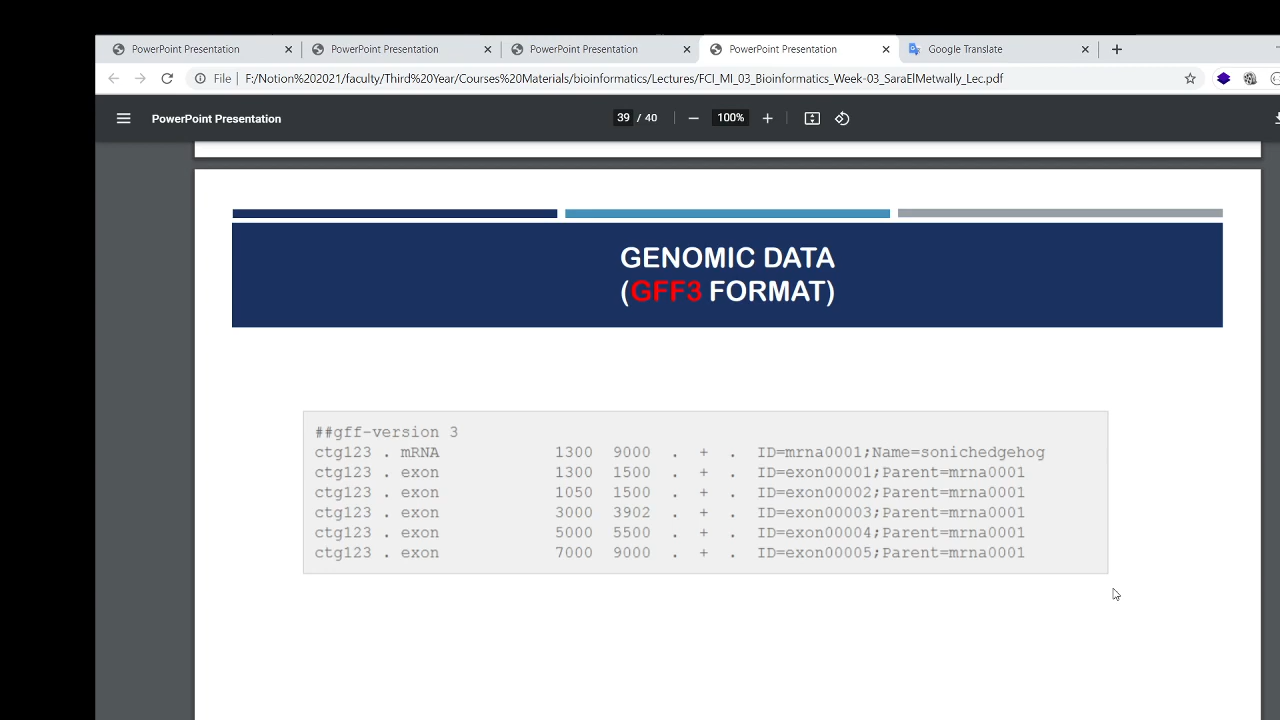 PowerPoint Presentation
PowerPoint Presentation
PowerPoint Presentation
PowerPoint Presentation
Google Translate
File
F:/Notion%202021/faculty/Third%20Year/Courses%20Materials/bioinformatics/Lectures/FCI_MI_03_Bioinformatics_Week-03_SaraElMetwally_Lec.pdf
PowerPoint Presentation
39 / 40
100%
GENOMIC DATA
(GFF3 FORMAT)
##gff-version 3
ctg123 . mRNA 1300 9000 . + . ID=mrna0001;Name=sonichedgehog
ctg123 . exon 1300 1500 . + . ID=exon00001;Parent=mrna0001
ctg123 . exon 1050 1500 . + . ID=exon00002;Parent=mrna0001
ctg123 . exon 3000 3902 . + . ID=exon00003;Parent=mrna0001
ctg123 . exon 5000 5500 . + . ID=exon00004;Parent=mrna0001
ctg123 . exon 7000 9000 . + . ID=exon00005;Parent=mrna0001